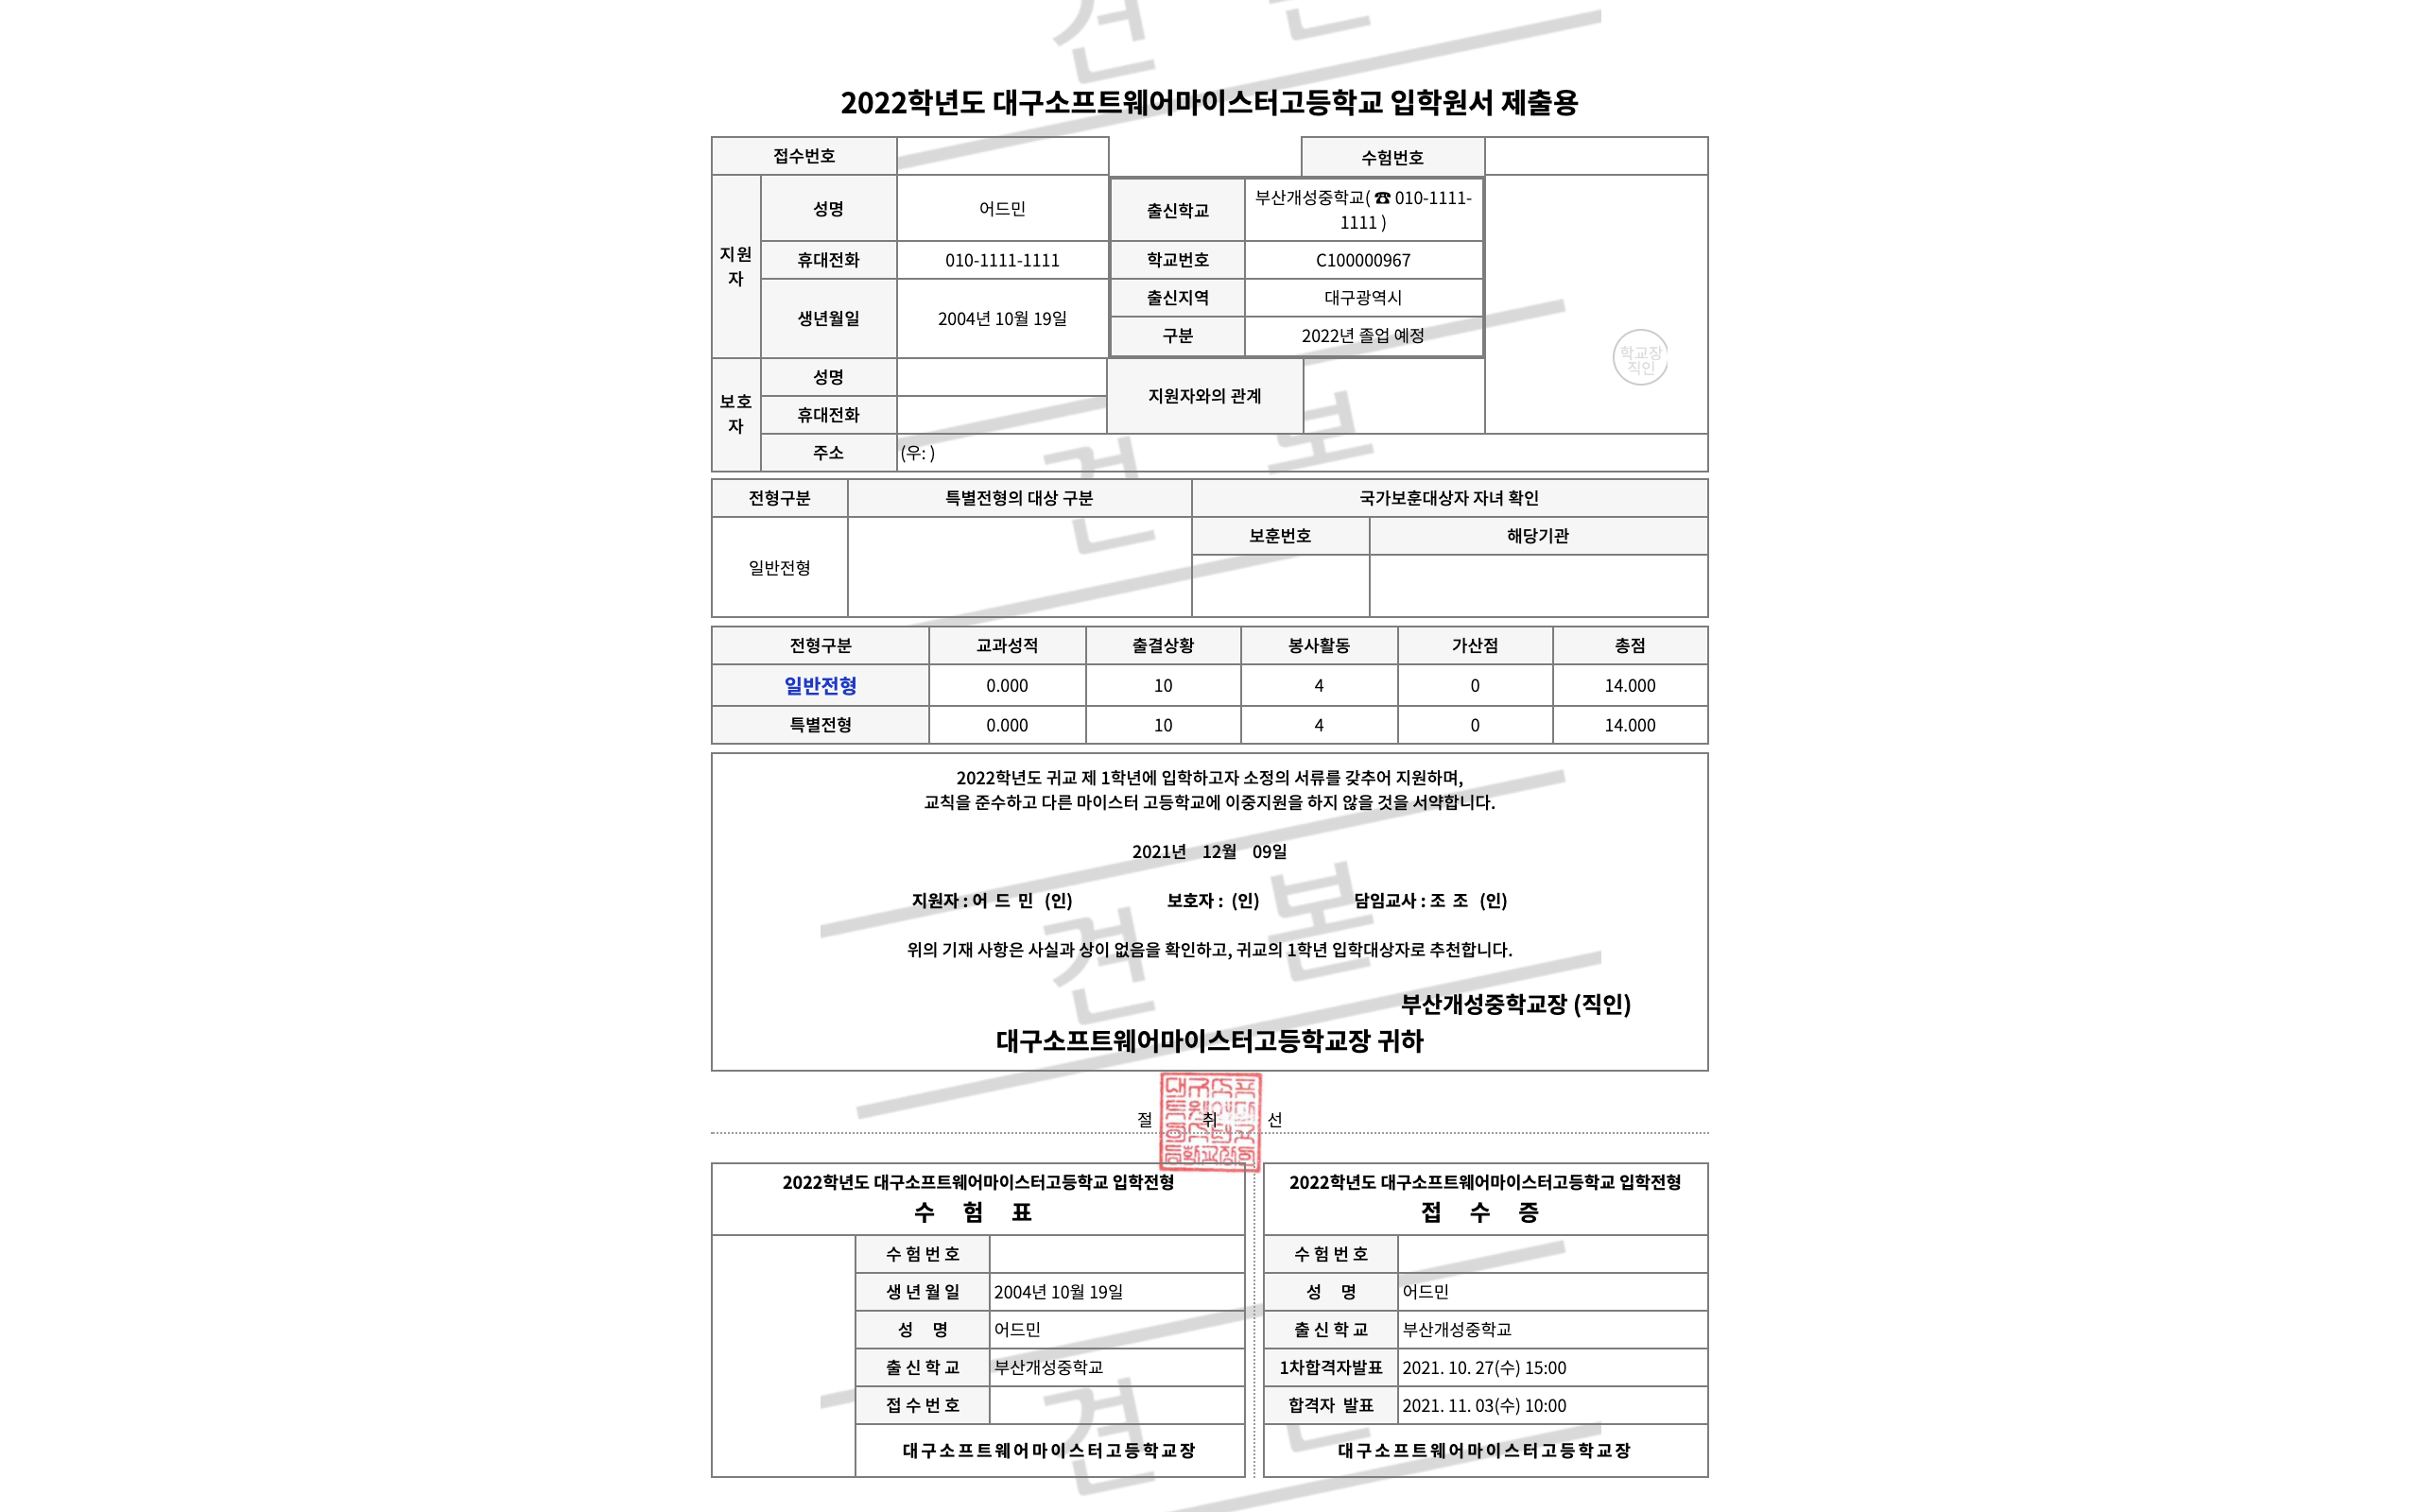 2022학년도 대구소프트웨어마이스터고등학교 입학원서 제출용
접수번호
수험번호
지원자
성명
어드민
출신학교
부산개성중학교( ☎ 010-1111-
1111 )
휴대전화
010-1111-1111
학교번호
C100000967
생년월일
2004년 10월 19일
출신지역
대구광역시
구분
2022년 졸업 예정
학교장
직인
보호자
성명
지원자와의 관계
휴대전화
주소
(우: )
전형구분
특별전형의 대상 구분
국가보훈대상자 자녀 확인
보훈번호
해당기관
일반전형
전형구분 교과성적 출결상황 봉사활동 가산점 총점
일반전형 0.000 10 4 0 14.000
특별전형 0.000 10 4 0 14.000
2022학년도 귀교 제 1학년에 입학하고자 소정의 서류를 갖추어 지원하며,
교칙을 준수하고 다른 마이스터 고등학교에 이중지원을 하지 않을 것을 서약합니다.
2021년 12월 09일
지원자 : 어 드 민 (인) 보호자 : (인) 담임교사 : 조 조 (인)
위의 기재 사항은 사실과 상이 없음을 확인하고, 귀교의 1학년 입학대상자로 추천합니다.
부산개성중학교장 (직인)
대구소프트웨어마이스터고등학교장 귀하
절 취 선
2022학년도 대구소프트웨어마이스터고등학교 입학전형
수 험 표
수 험 번 호
생 년 월 일 2004년 10월 19일
성 명 어드민
출 신 학 교 부산개성중학교
접 수 번 호
대구소프트웨어마이스터고등학교장
2022학년도 대구소프트웨어마이스터고등학교 입학전형
접 수 증
수 험 번 호
성 명 어드민
출 신 학 교 부산개성중학교
1차합격자발표 2021. 10. 27(수) 15:00
합격자 발표 2021. 11. 03(수) 10:00
대구소프트웨어마이스터고등학교장
견 본
견 본
견 본
견